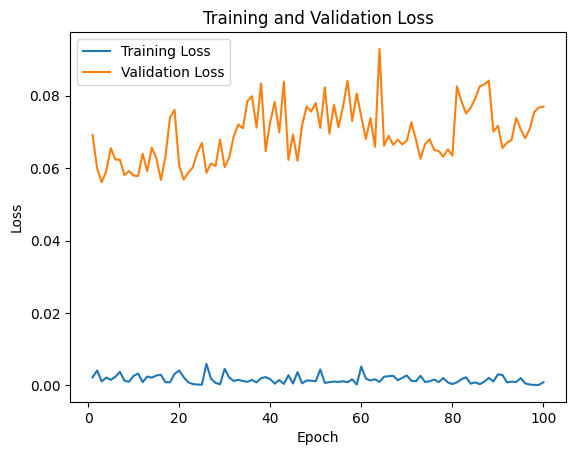 Training and Validation Loss
Training Loss
Validation Loss
0.08
0.06
0.04
0.02
0.00
Loss
0
20
40
60
80
100
Epoch